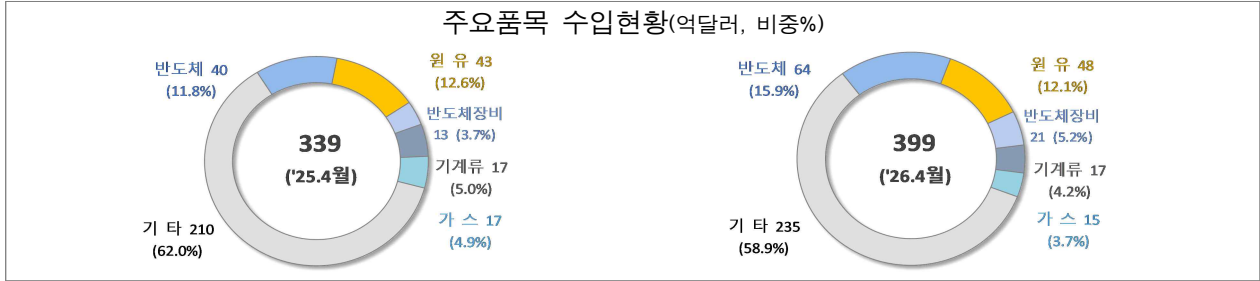 주요품목 수입현황(억달러, 비중%)
반도체 40
(11.8%)
원 유 43
(12.6%)
반도체장비
13 (3.7%)
기계류 17
(5.0%)
가 스 17
(4.9%)
기 타 210
(62.0%)
339
('25.4월)
반도체 64
(15.9%)
원 유 48
(12.1%)
반도체장비
21 (5.2%)
기계류 17
(4.2%)
가 스 15
(3.7%)
기 타 235
(58.9%)
399
('26.4월)